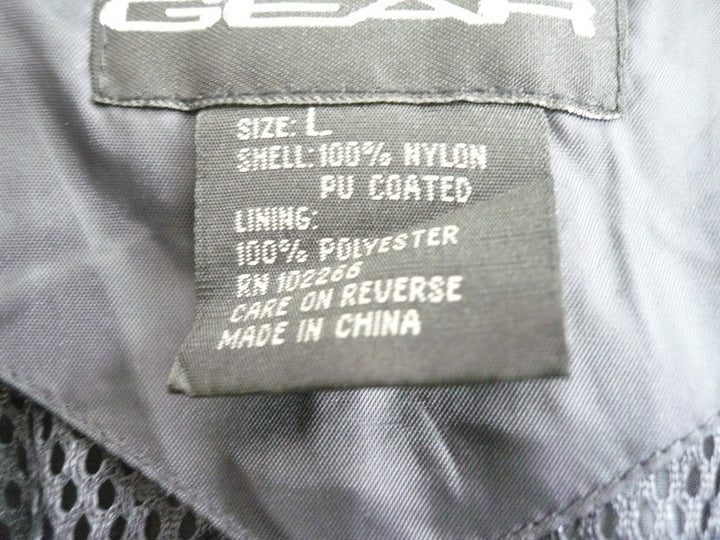 GEAR
SIZE: L
SHELL: 100% NYLON
PU COATED
LINING:
100% POLYESTER
RN 102266
CARE ON REVERSE
MADE IN CHINA